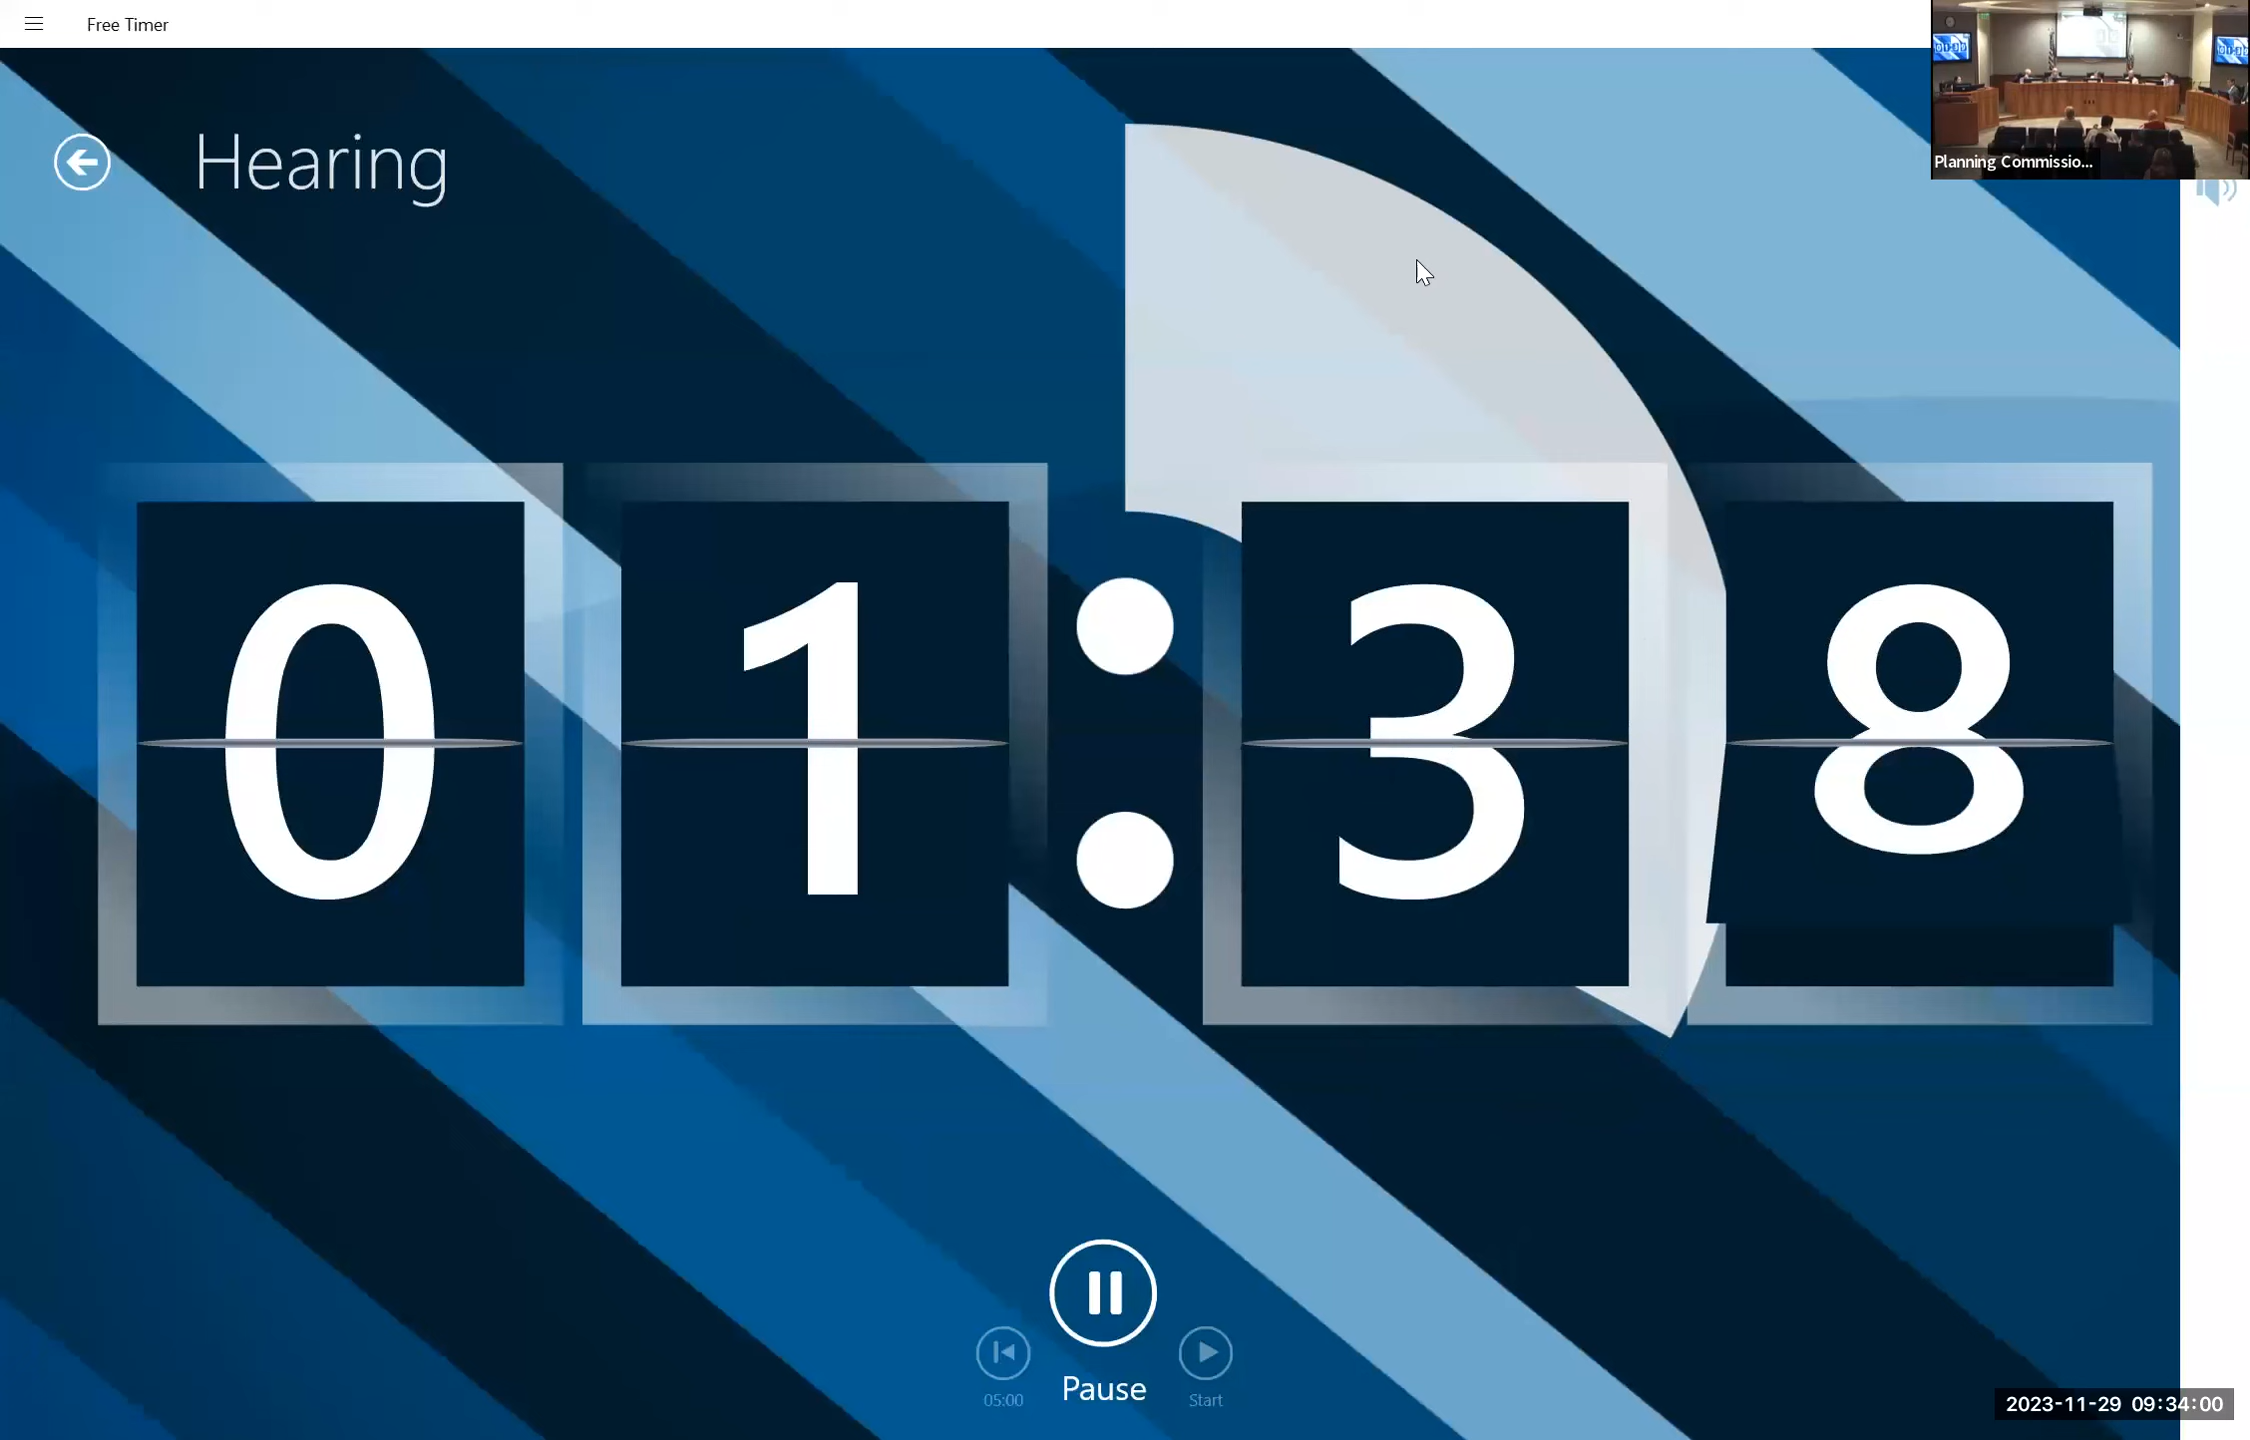 Free Timer
Planning Commissio...
Hearing
01:38
05:00
Pause
Start
2023-11-29 09:34:00